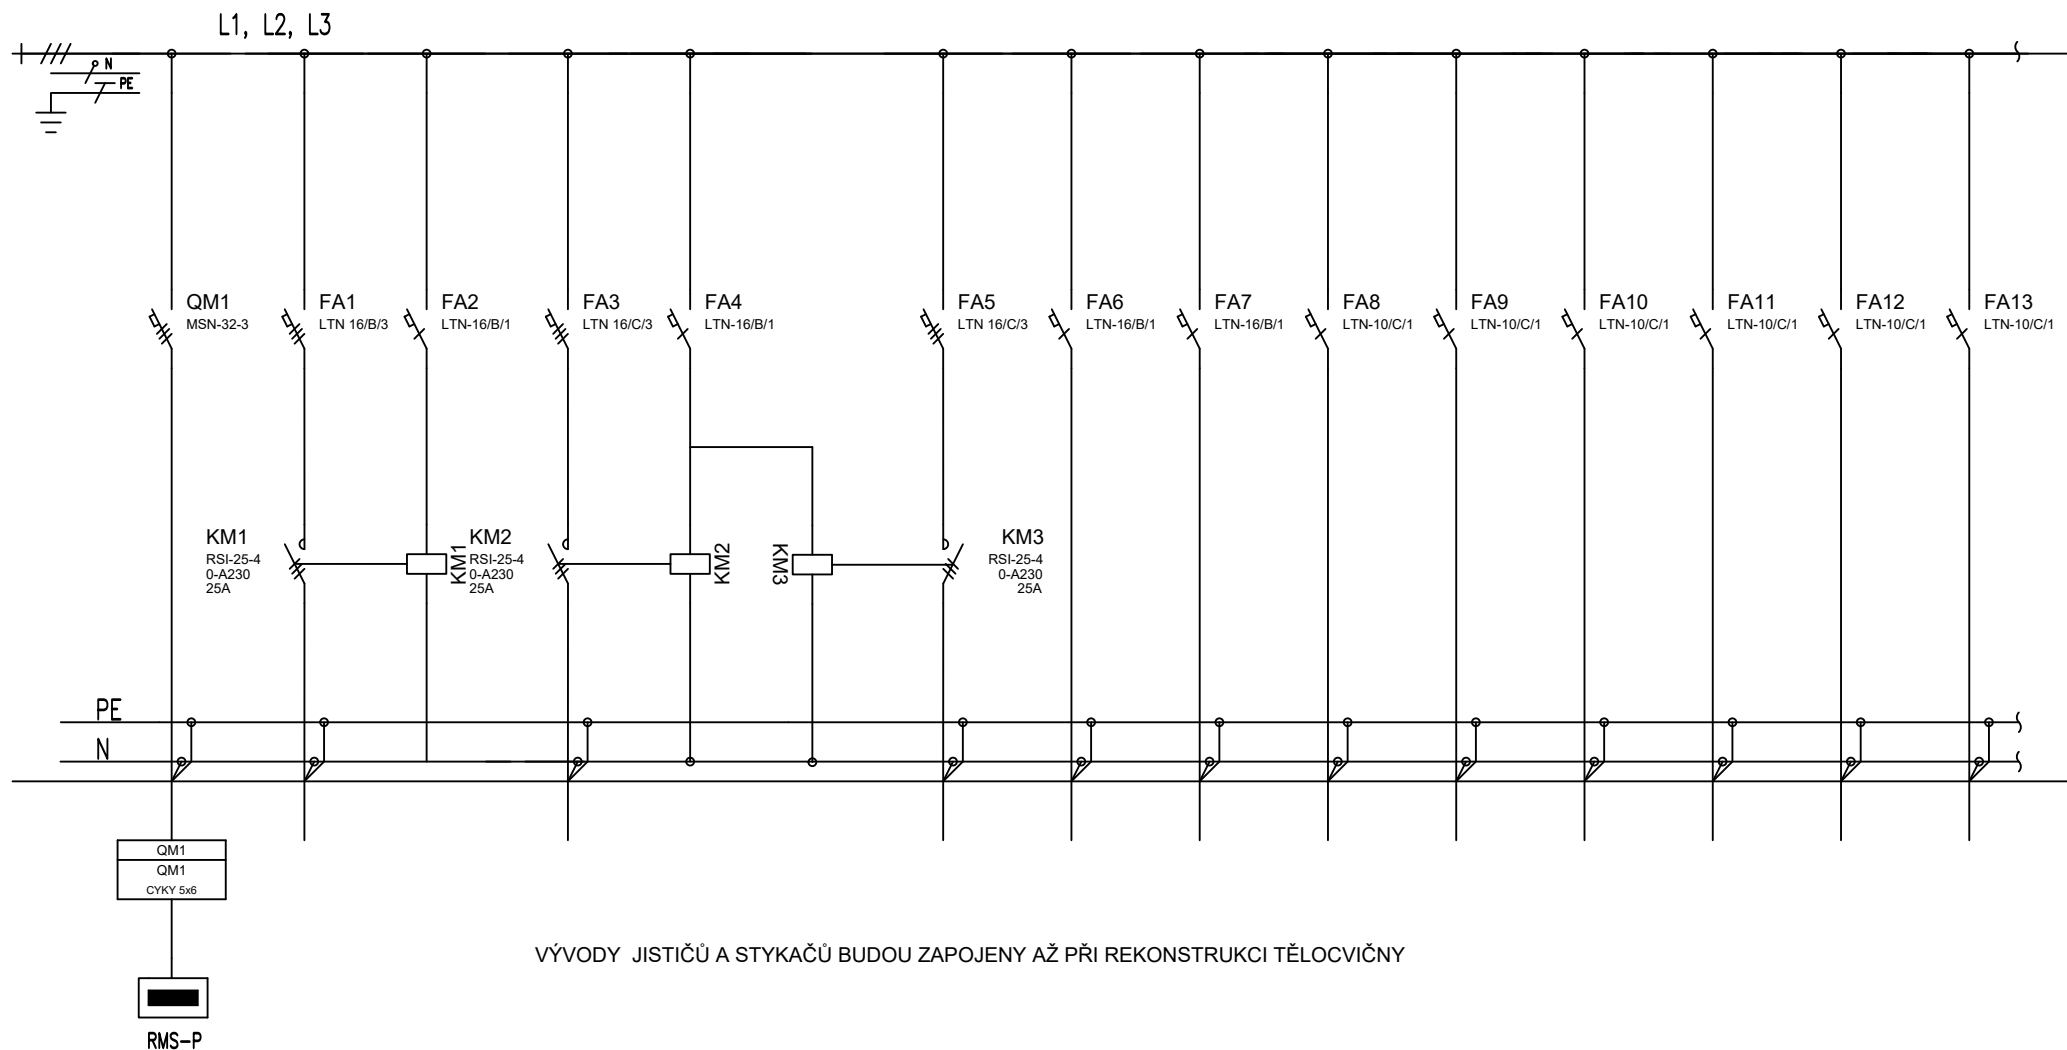 L1, L2, L3
N
PE
QM1
MSN-32-3
FA1
LTN 16/B/3
FA2
LTN-16/B/1
FA3
LTN 16/C/3
FA4
LTN-16/B/1
FA5
LTN 16/C/3
FA6
LTN-16/B/1
FA7
LTN-16/B/1
FA8
LTN-10/C/1
FA9
LTN-10/C/1
FA10
LTN-10/C/1
FA11
LTN-10/C/1
FA12
LTN-10/C/1
FA13
LTN-10/C/1
KM1
RSI-25-4
0-A230
25A
KM1
KM2
RSI-25-4
0-A230
25A
KM2
KM3
KM3
RSI-25-4
0-A230
25A
PE
N
QM1
QM1
CYKY 5x6
VÝVODY JISTIČŮ A STYKAČŮ BUDOU ZAPOJENY AŽ PŘI REKONSTRUKCI TĚLOCVIČNY
RMS-P